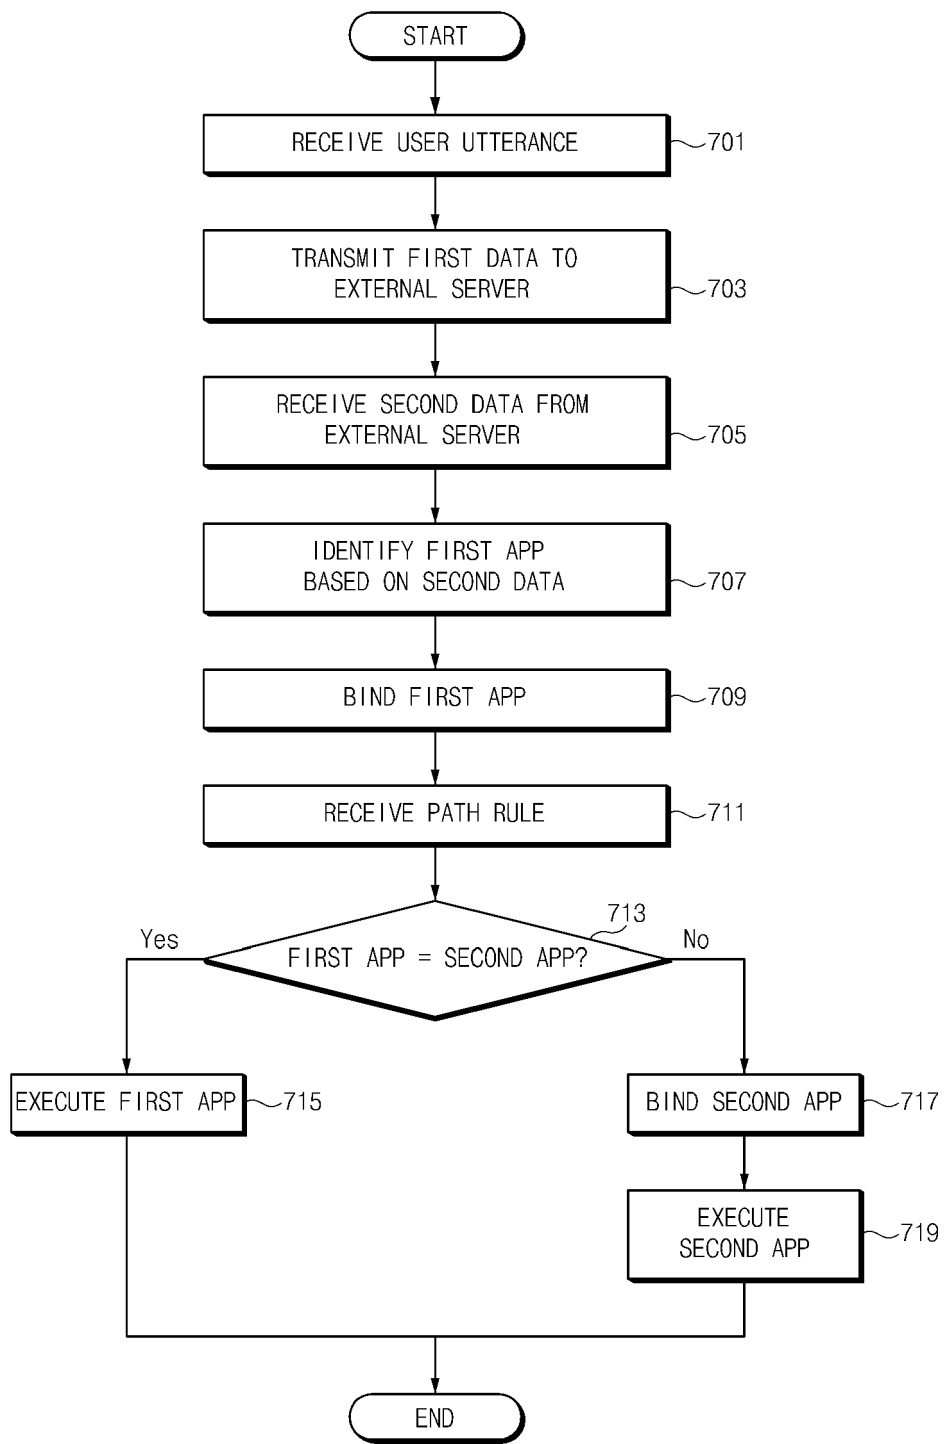 START
RECEIVE USER UTTERANCE
701
TRANSMIT FIRST DATA TO
EXTERNAL SERVER
703
RECEIVE SECOND DATA FROM
EXTERNAL SERVER
705
IDENTIFY FIRST APP
BASED ON SECOND DATA
707
BIND FIRST APP
709
RECEIVE PATH RULE
711
713
Yes
FIRST APP = SECOND APP?
No
EXECUTE FIRST APP
715
BIND SECOND APP
717
EXECUTE
SECOND APP
719
END